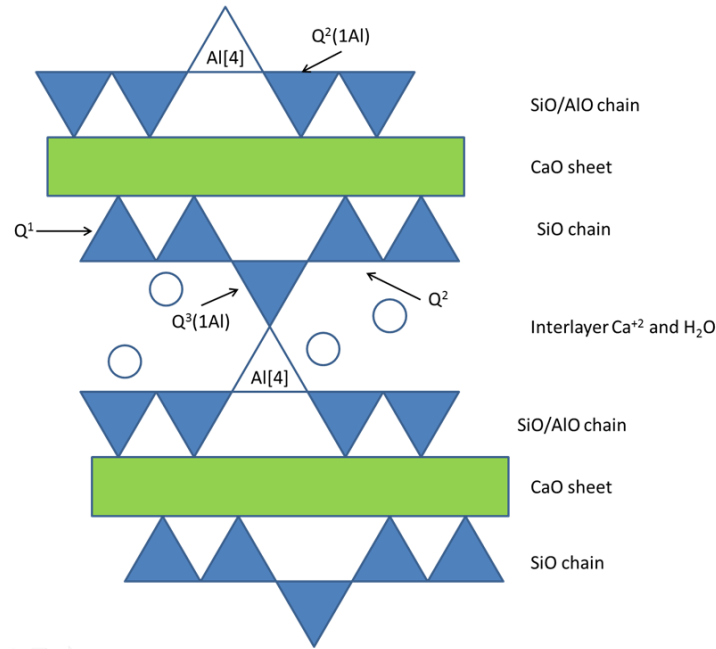 Q²(1Al)
Al[4]
SiO/AlO chain
CaO sheet
Q¹
SiO chain
Q³(1Al)
Q²
Interlayer Ca⁺² and H₂O
Al[4]
SiO/AlO chain
CaO sheet
SiO chain